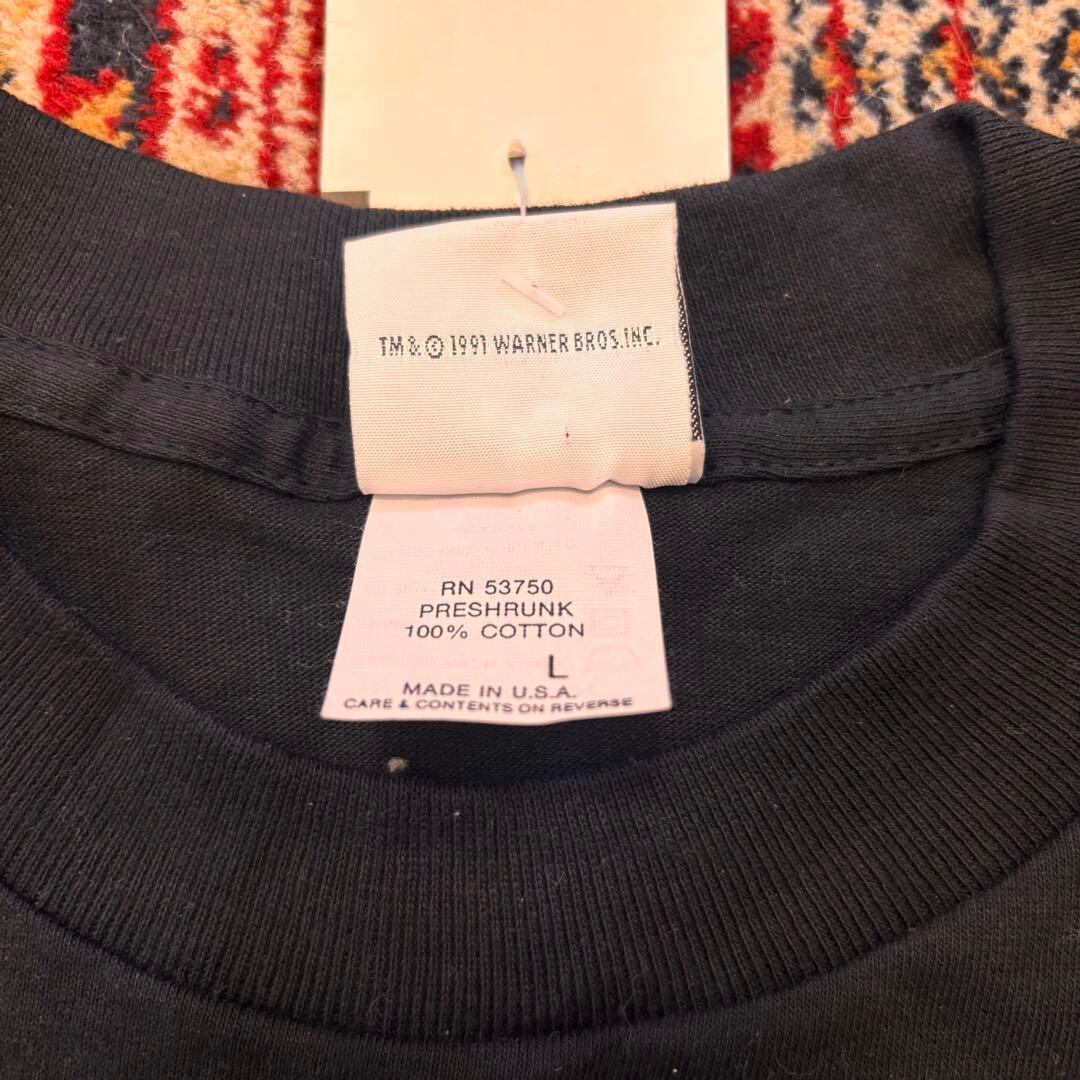 TM & © 1991 WARNER BROS.INC.
RN 53750
PRESHRUNK
100% COTTON
L
MADE IN U.S.A.
CARE & CONTENTS ON REVERSE